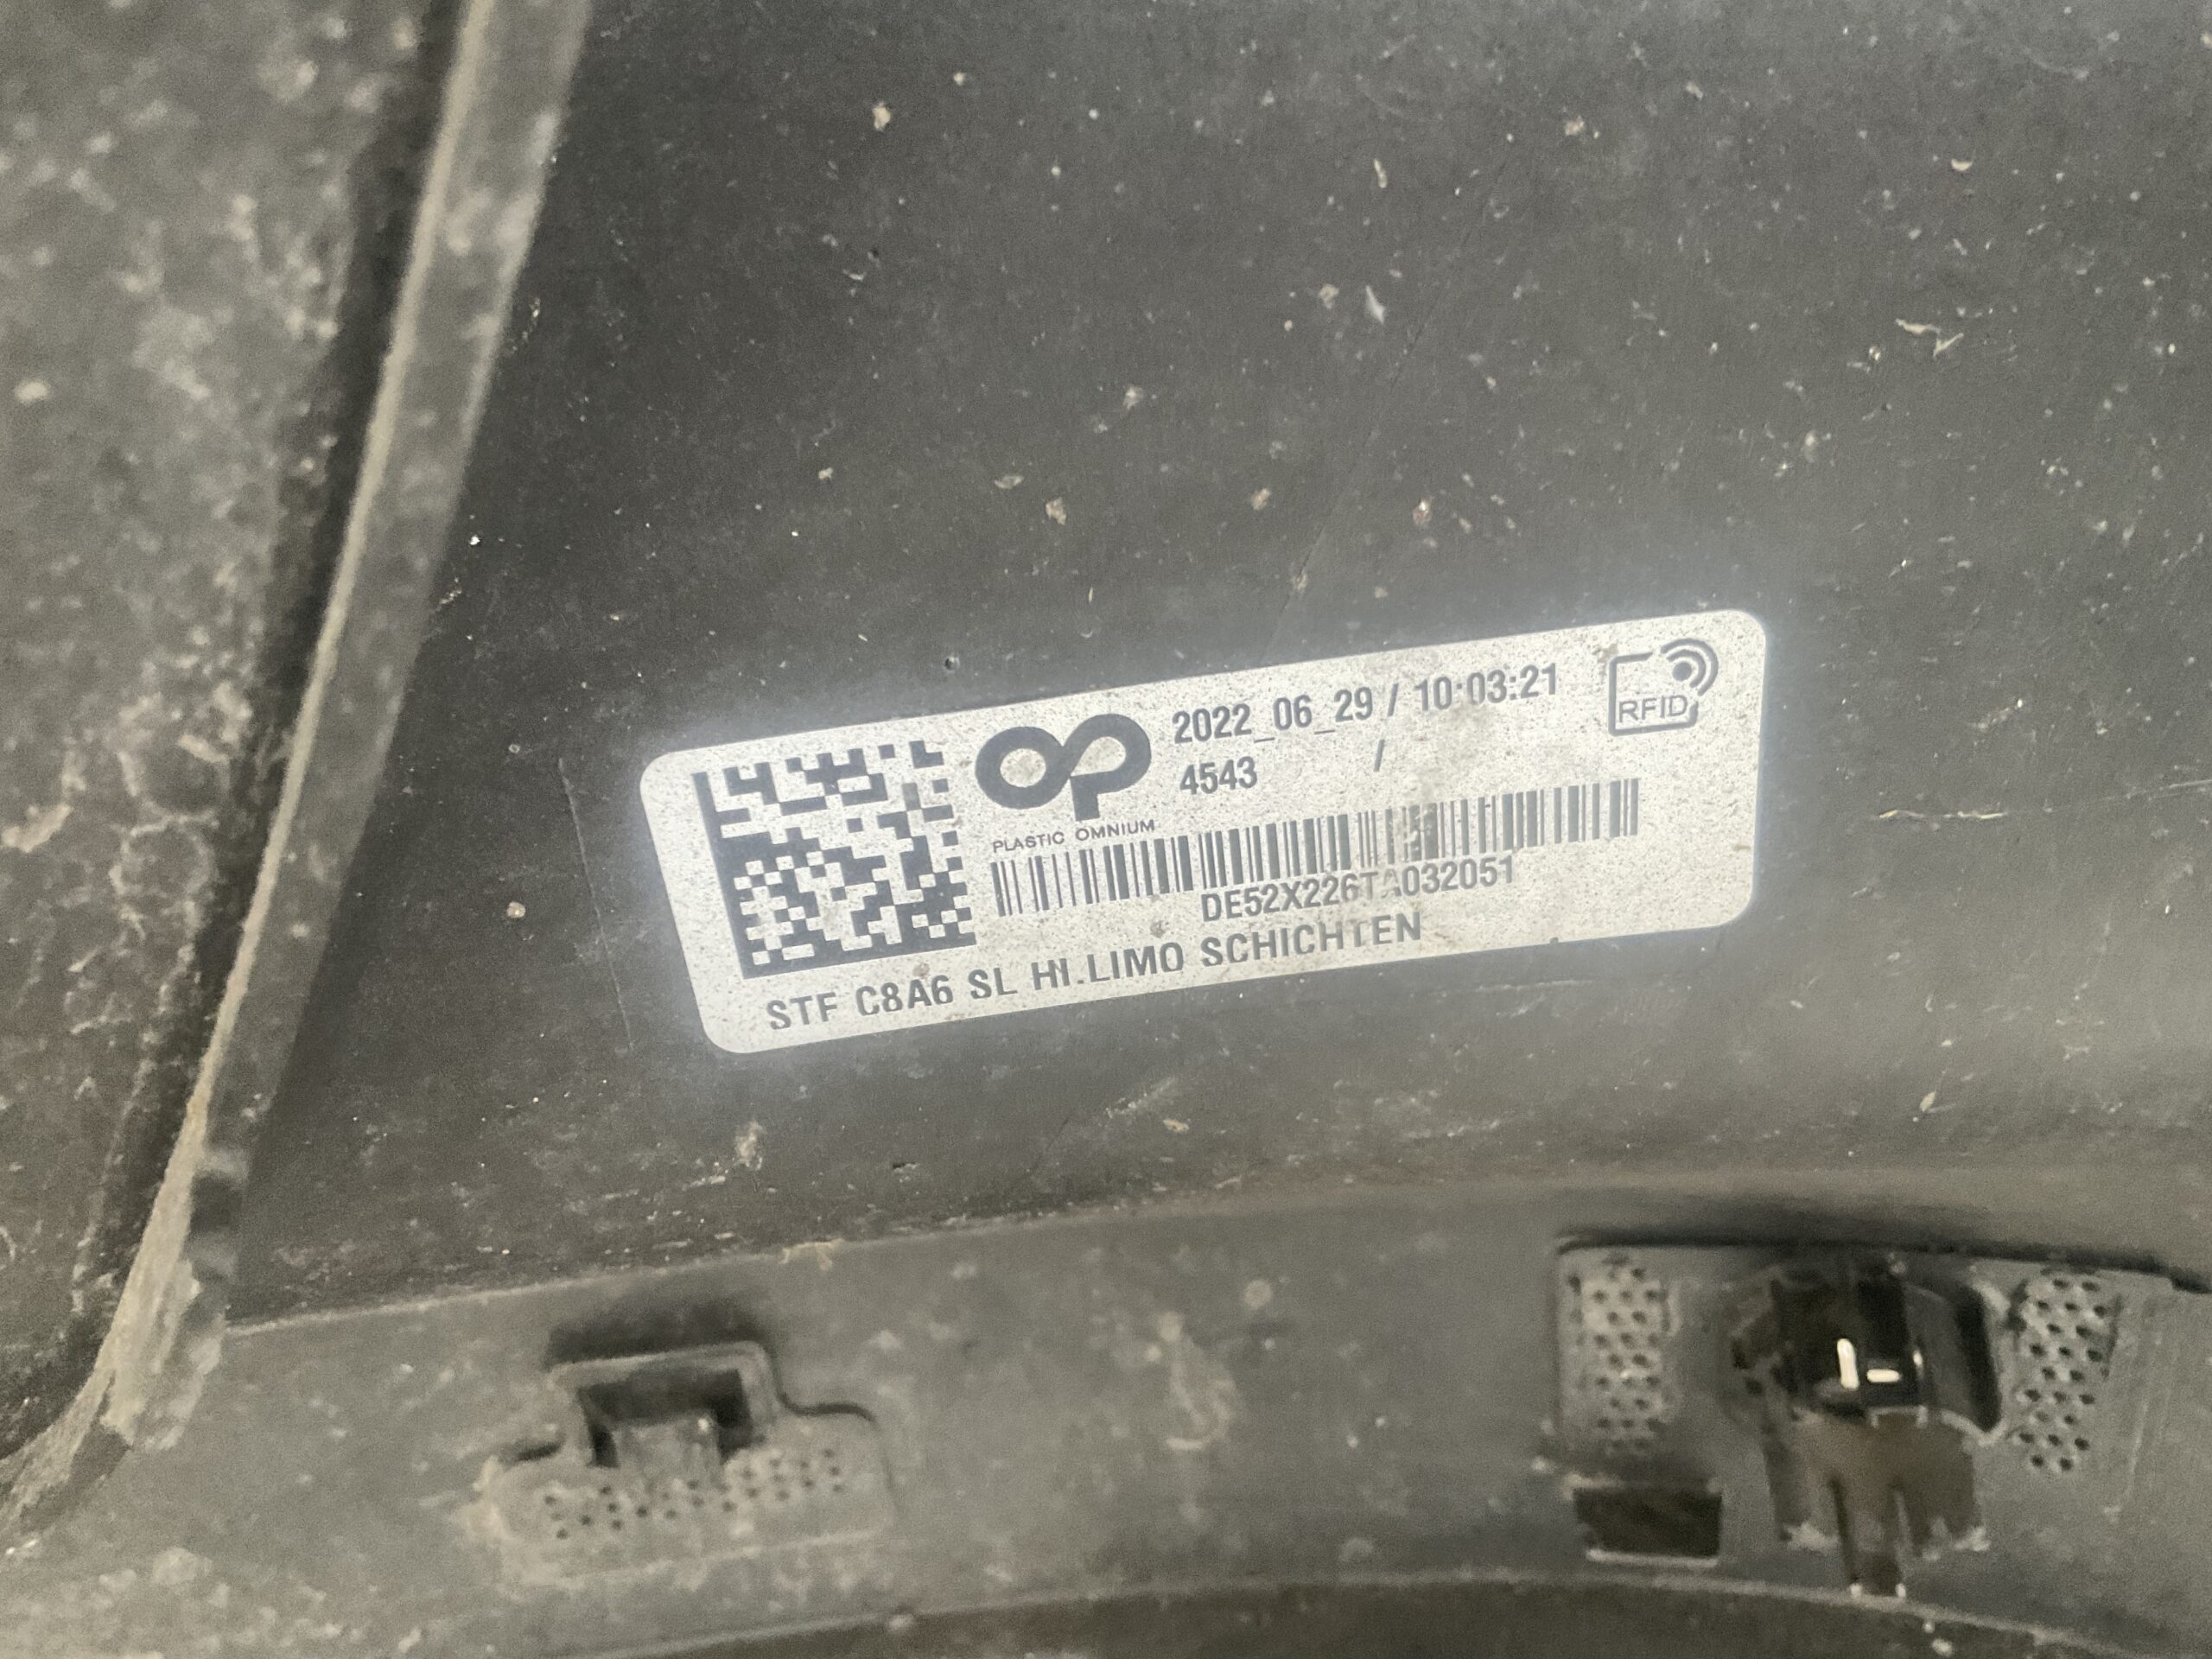 2022_06_29 / 10:03:21
RFID
4543 /
PLASTIC OMNIUM
DE52X226TA032051
STF C8A6 SL HI.LIMO SCHICHTEN